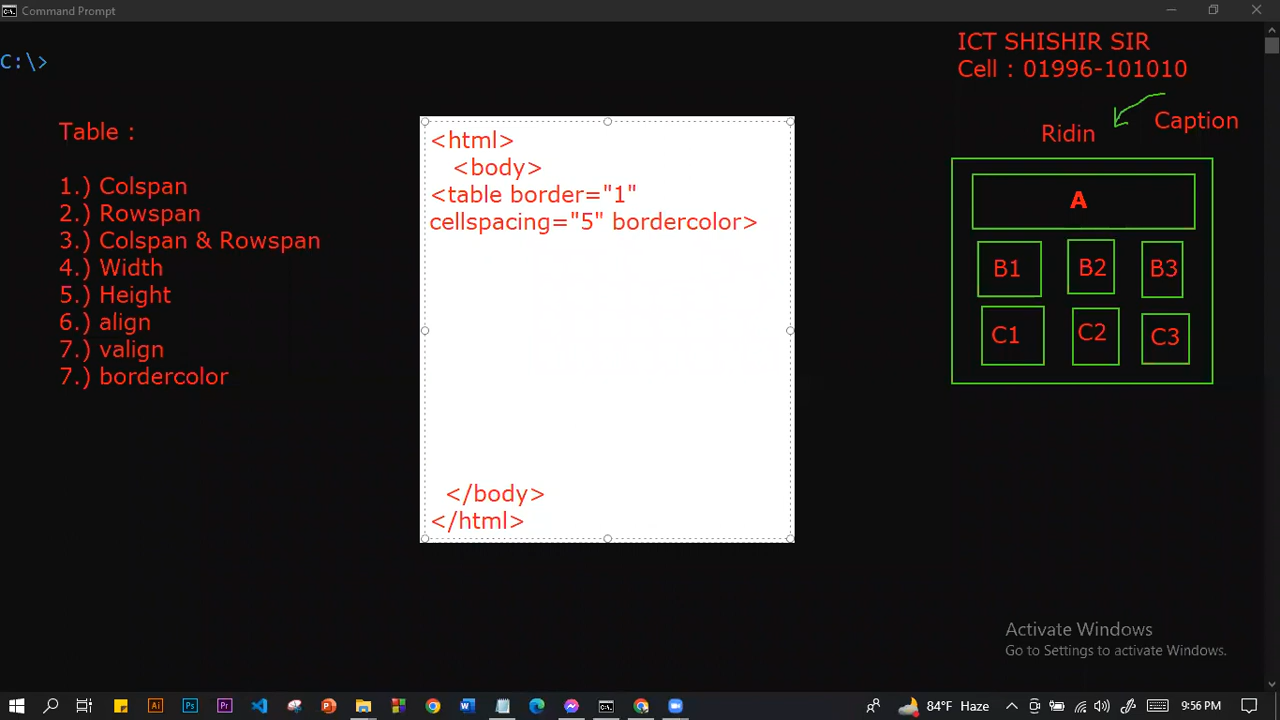 Command Prompt
C:\>
ICT SHISHIR SIR
Cell : 01996-101010
Table :
1.) Colspan
2.) Rowspan
3.) Colspan & Rowspan
4.) Width
5.) Height
6.) align
7.) valign
7.) bordercolor
<html>
<body>
<table border="1"
cellspacing="5" bordercolor>
</body>
</html>
Caption
Ridin
A
B1 B2 B3
C1 C2 C3
Activate Windows
Go to Settings to activate Windows.
84°F Haze
9:56 PM